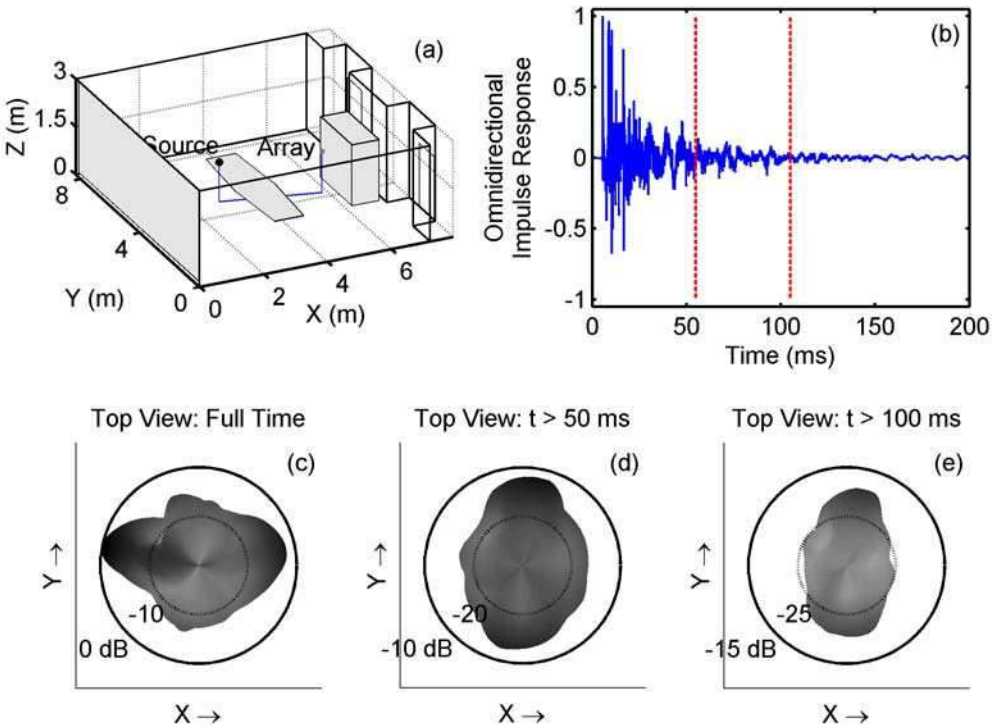 (a)
Z (m)
3
1.5
0
8
4
0
Y (m)
0
2
4
6
X (m)
Source
Array
(b)
Omnidirectional
Impulse Response
1
0.5
0
-0.5
-1
0
50
100
150
200
Time (ms)
Top View: Full Time
(c)
-10
0 dB
Y →
X →
Top View: t > 50 ms
(d)
-20
-10 dB
Y →
X →
Top View: t > 100 ms
(e)
-25
-15 dB
Y →
X →